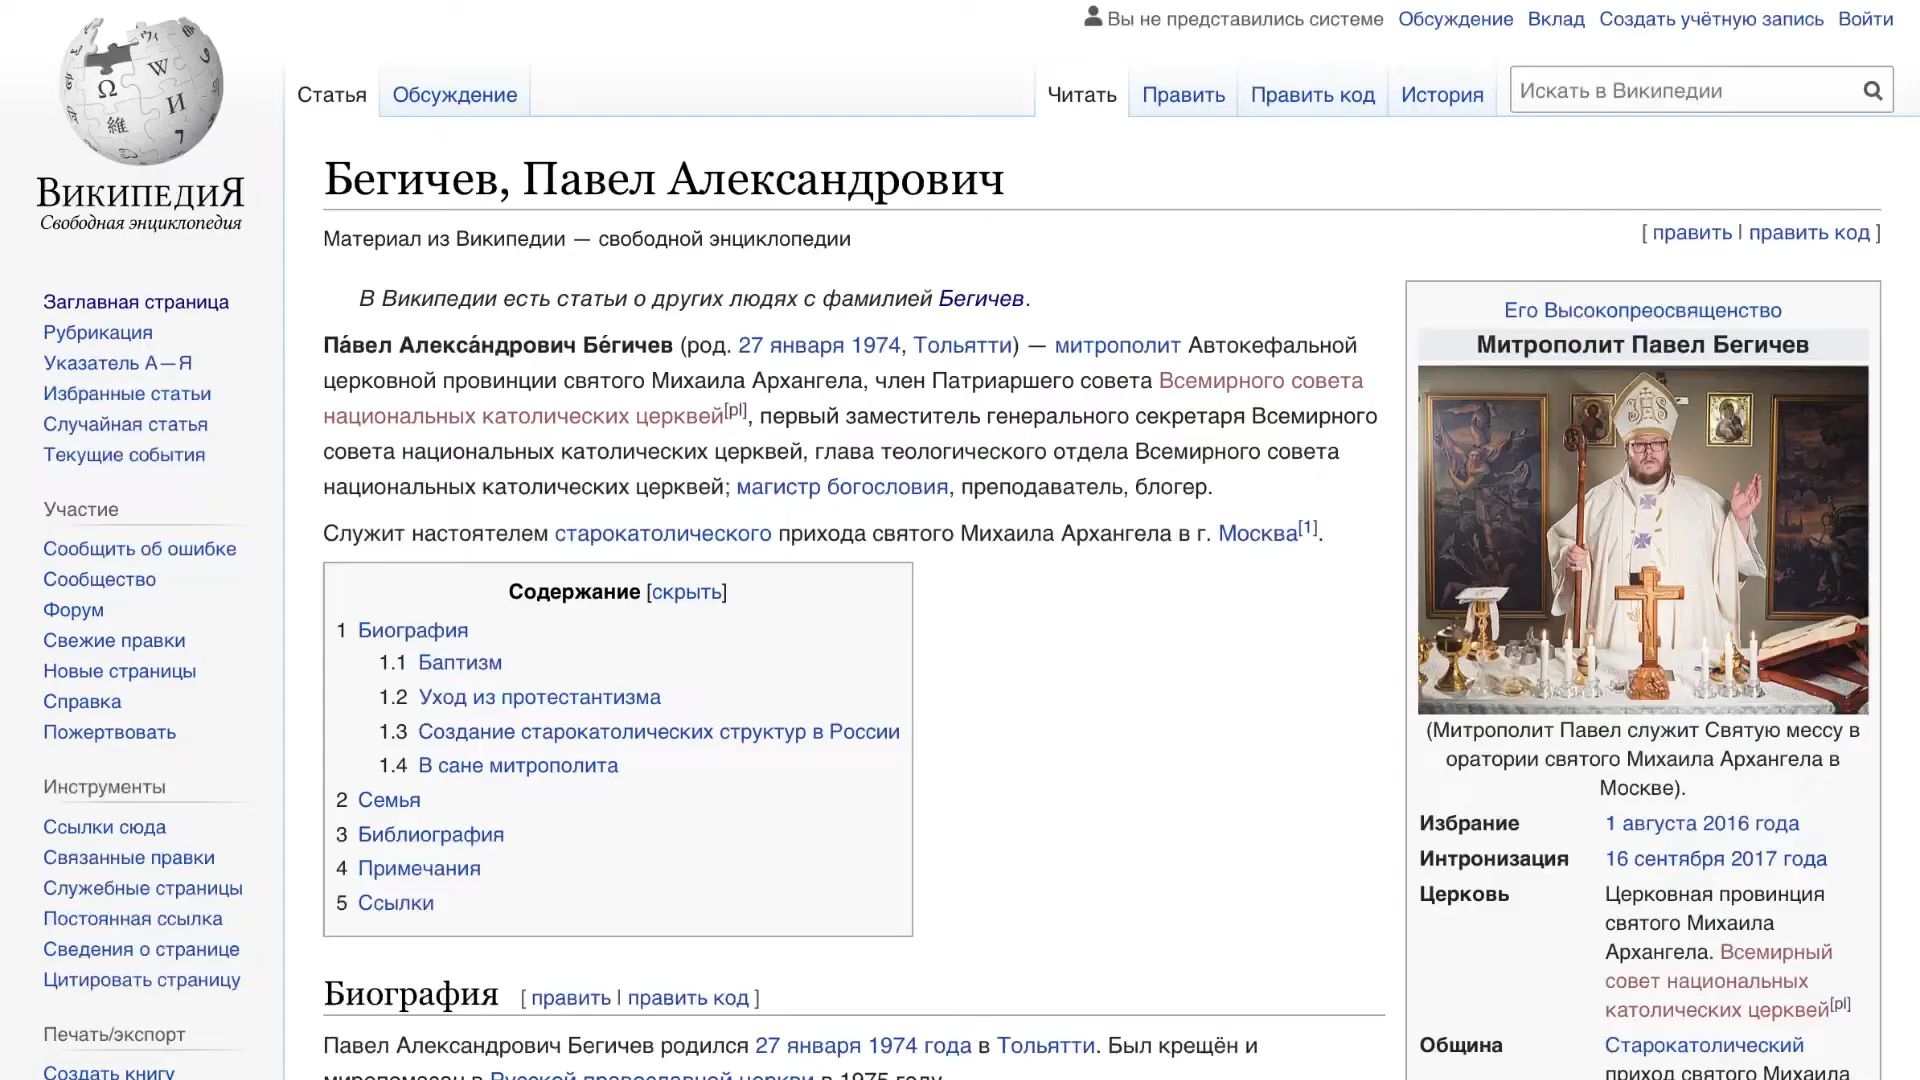 Вы не представились системе Обсуждение Вклад Создать учётную запись Войти
Статья Обсуждение Читать Править Править код История Искать в Википедии
Ω W И 維 7
ВикипедиЯ
Свободная энциклопедия
Заглавная страница
Рубрикация
Указатель А — Я
Избранные статьи
Случайная статья
Текущие события
Участие
Сообщить об ошибке
Сообщество
Форум
Свежие правки
Новые страницы
Справка
Пожертвовать
Инструменты
Ссылки сюда
Связанные правки
Служебные страницы
Постоянная ссылка
Сведения о странице
Цитировать страницу
Печать/экспорт
Создать книгу
Бегичев, Павел Александрович
Материал из Википедии — свободной энциклопедии
[ править | править код ]
В Википедии есть статьи о других людях с фамилией Бегичев.
Па́вел Алекса́ндрович Бе́гичев (род. 27 января 1974, Тольятти) — митрополит Автокефальной
церковной провинции святого Михаила Архангела, член Патриаршего совета Всемирного совета
национальных католических церквей[pl], первый заместитель генерального секретаря Всемирного
совета национальных католических церквей, глава теологического отдела Всемирного совета
национальных католических церквей; магистр богословия, преподаватель, блогер.
Служит настоятелем старокатолического прихода святого Михаила Архангела в г. Москва[1].
Содержание [скрыть]
1 Биография
1.1 Баптизм
1.2 Уход из протестантизма
1.3 Создание старокатолических структур в России
1.4 В сане митрополита
2 Семья
3 Библиография
4 Примечания
5 Ссылки
Биография [ править | править код ]
Павел Александрович Бегичев родился 27 января 1974 года в Тольятти. Был крещён и
миропомазан в Русской православной церкви в 1975 году.
Его Высокопреосвященство
Митрополит Павел Бегичев
(Митрополит Павел служит Святую мессу в
оратории святого Михаила Архангела в
Москве).
Избрание 1 августа 2016 года
Интронизация 16 сентября 2017 года
Церковь Церковная провинция
святого Михаила
Архангела. Всемирный
совет национальных
католических церквей[pl]
Община Старокатолический
приход святого Михаила